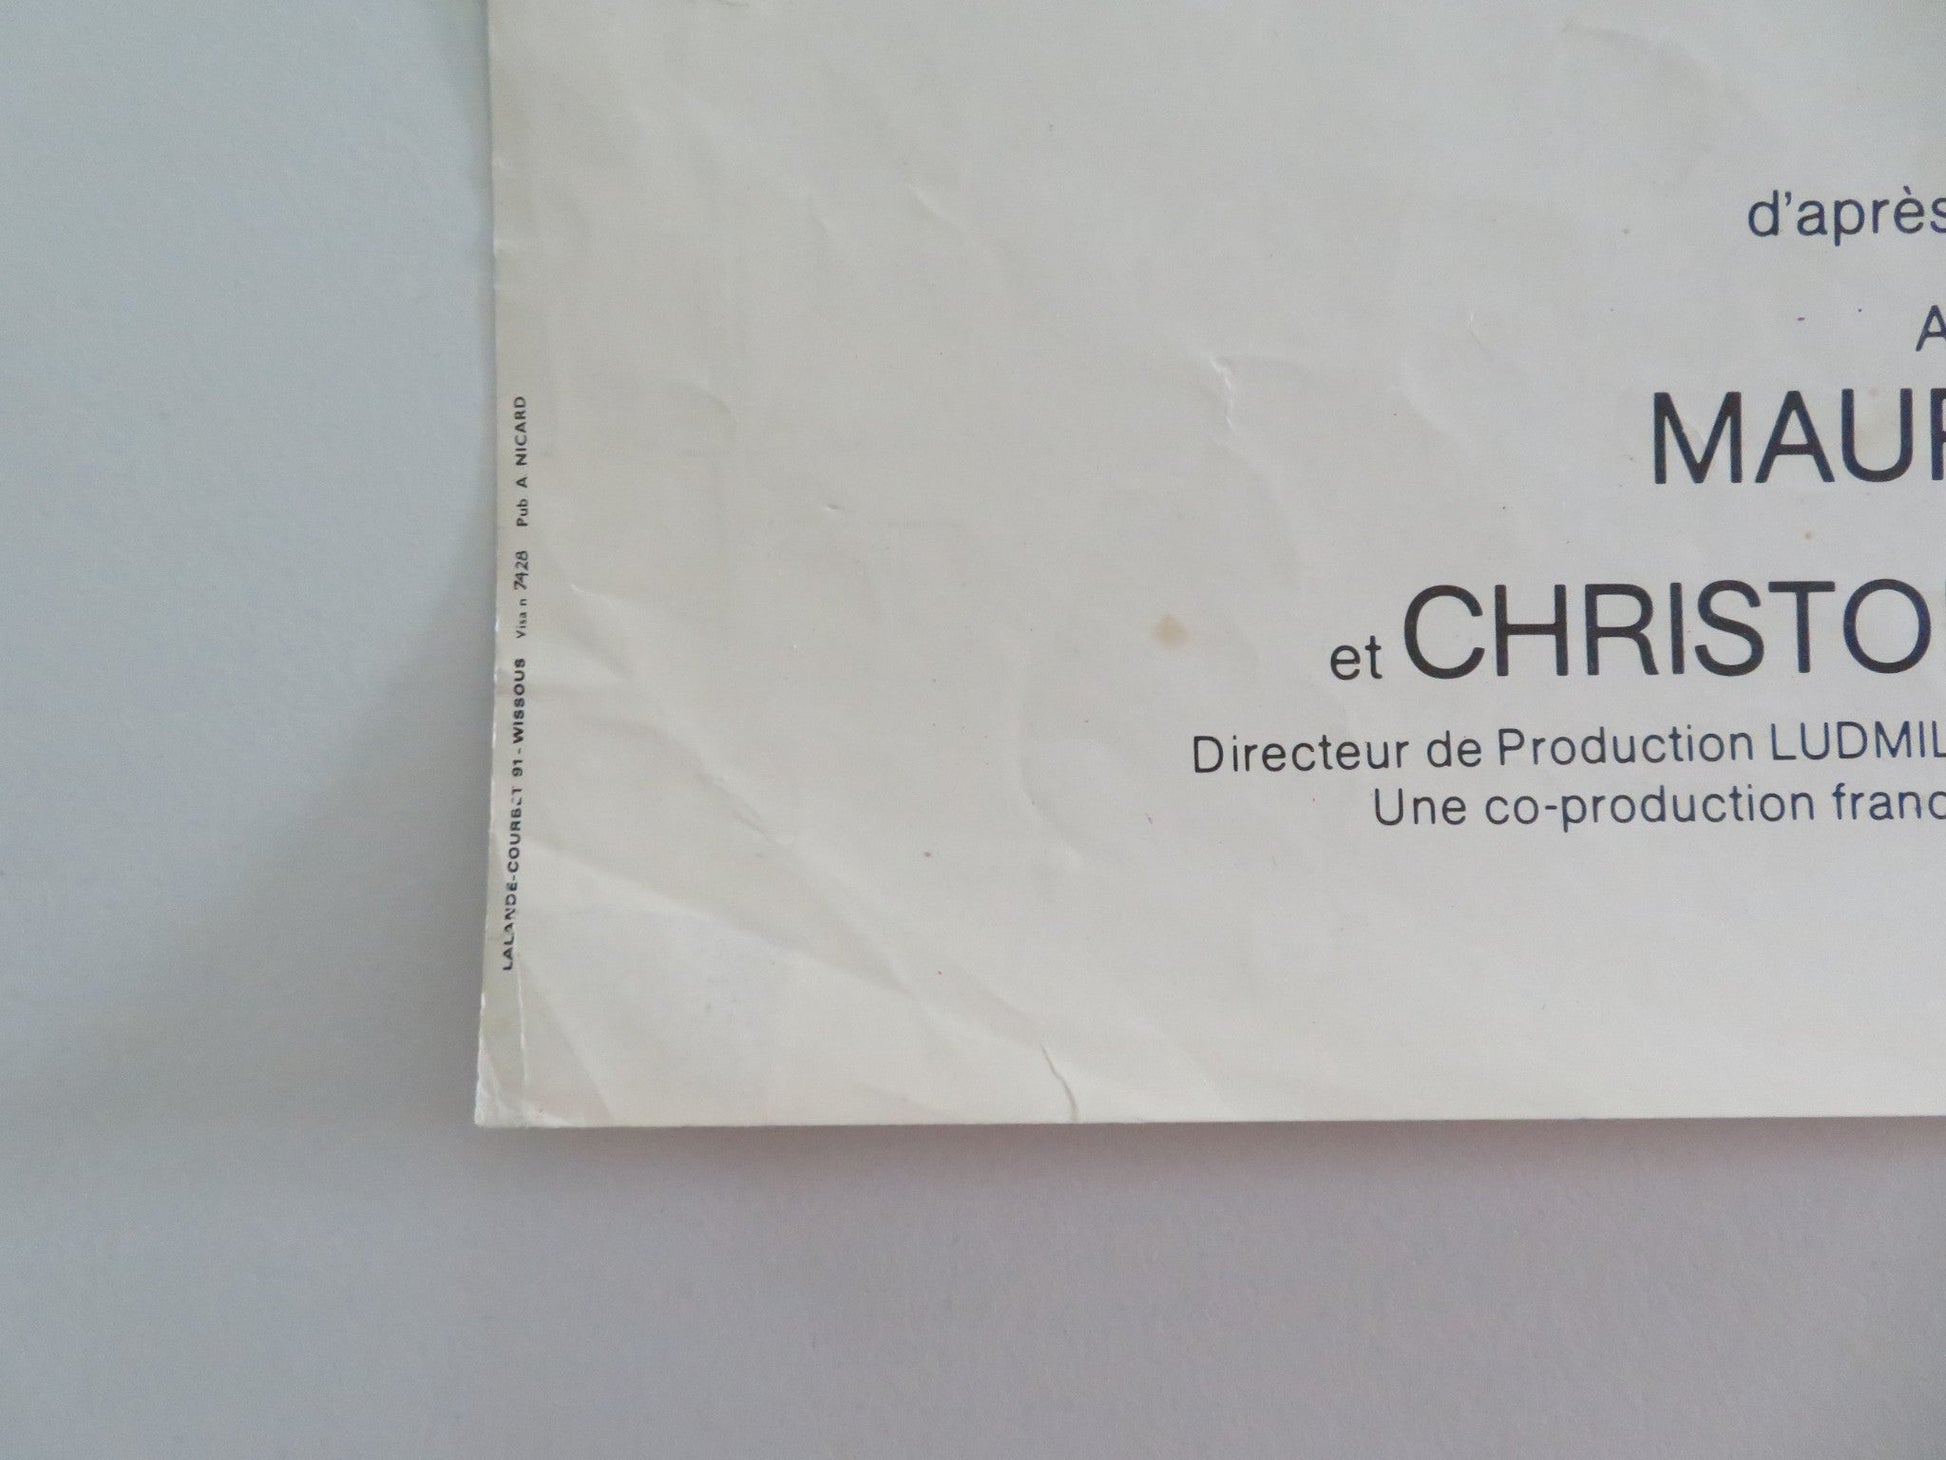 d'après
A
MAUR
et CHRISTO
Directeur de Production LUDMIL
Une co-production franc
LALANDE-COURBET 91 - WISSOUS Visa n 7428 Pub A NICARD